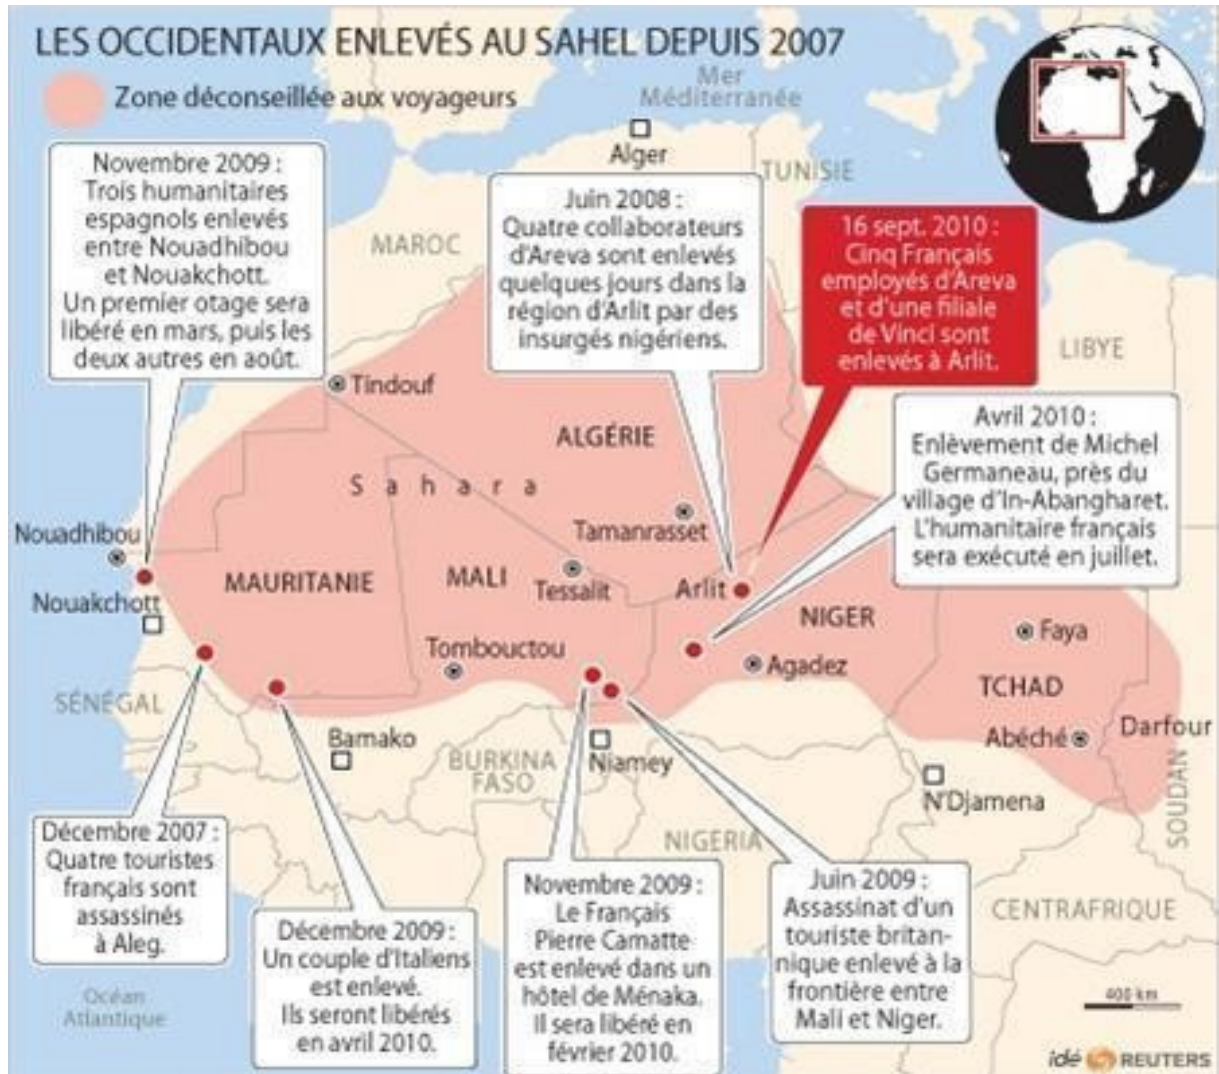 LES OCCIDENTAUX ENLEVÉS AU SAHEL DEPUIS 2007
Zone déconseillée aux voyageurs
Mer
Méditerranée
Alger
TUNISIE
MAROC
LIBYE
Novembre 2009 :
Trois humanitaires
espagnols enlevés
entre Nouadhibou
et Nouakchott.
Un premier otage sera
libéré en mars, puis les
deux autres en août.
Juin 2008 :
Quatre collaborateurs
d'Areva sont enlevés
quelques jours dans la
région d'Arlit par des
insurgés nigériens.
16 sept. 2010 :
Cinq Français
employés d'Areva
et d'une filiale
de Vinci sont
enlevés à Arlit.
Avril 2010 :
Enlèvement de Michel
Germaneau, près du
village d'In-Abangharet.
L'humanitaire français
sera exécuté en juillet.
Tindouf
ALGÉRIE
Sahara
Tamanrasset
Nouadhibou
MAURITANIE
MALI
Tessalit
Arlit
NIGER
Nouakchott
Tombouctou
Agadez
Faya
TCHAD
SÉNÉGAL
Bamako
BURKINA
FASO
Niamey
Abéché
Darfour
SOUDAN
N'Djamena
NIGERIA
CENTRAFRIQUE
Décembre 2007 :
Quatre touristes
français sont
assassinés
à Aleg.
Décembre 2009 :
Un couple d'Italiens
est enlevé.
Ils seront libérés
en avril 2010.
Novembre 2009 :
Le Français
Pierre Camatte
est enlevé dans un
hôtel de Ménaka.
Il sera libéré en
février 2010.
Juin 2009 :
Assassinat d'un
touriste britan-
nique enlevé à la
frontière entre
Mali et Niger.
Océan
Atlantique
400 km
idé REUTERS